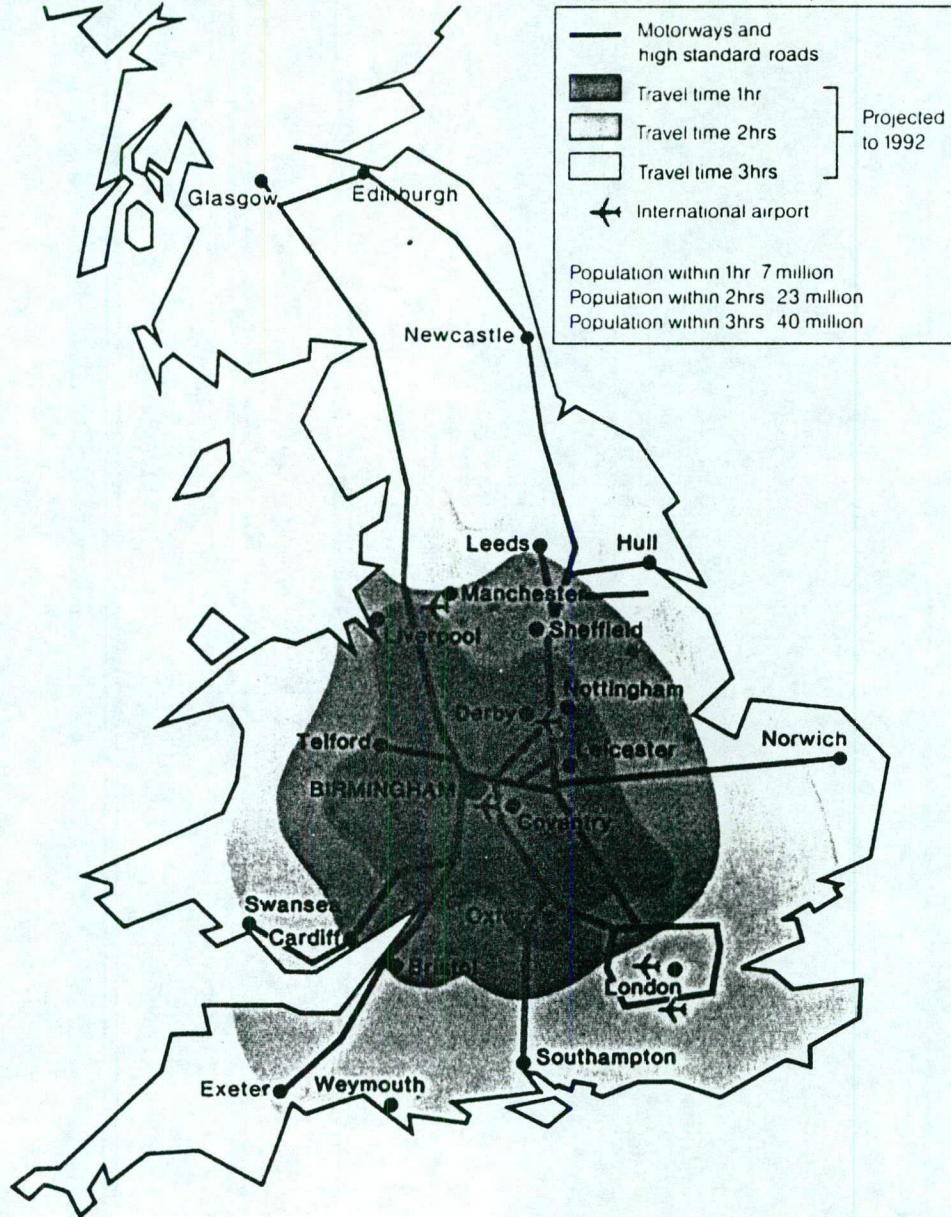 Motorways and
high standard roads
Travel time 1hr
Travel time 2hrs
Travel time 3hrs
Projected
to 1992
International airport
Population within 1hr 7 million
Population within 2hrs 23 million
Population within 3hrs 40 million
Glasgow
Edinburgh
Newcastle
Leeds
Hull
Manchester
Liverpool
Sheffield
Nottingham
Derby
Telford
Leicester
Norwich
BIRMINGHAM
Coventry
Swansea
Oxford
Cardiff
Bristol
London
Southampton
Exeter
Weymouth